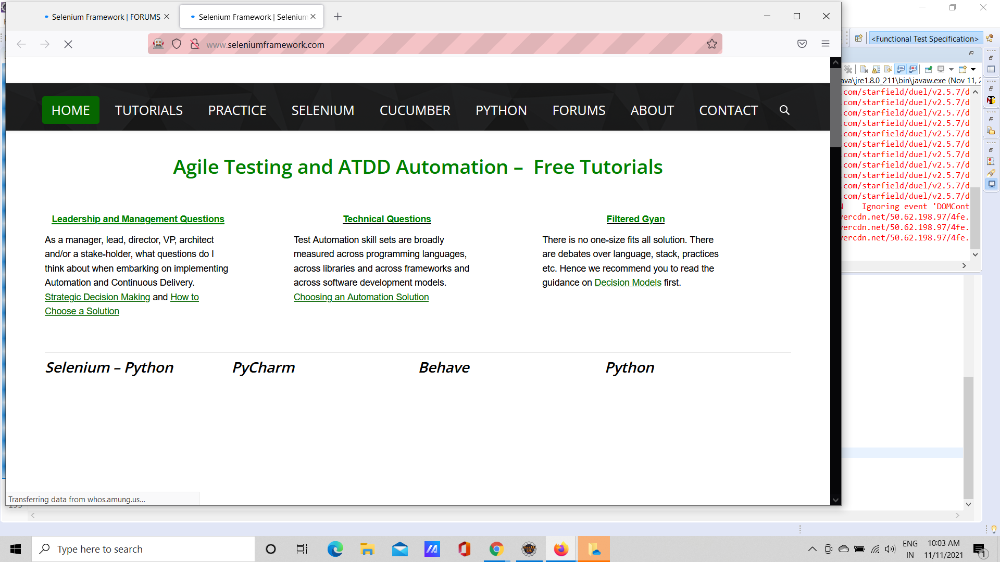 Selenium Framework | FORUMS
Selenium Framework | Selenium
www.seleniumframework.com
<Functional Test Specification>
ava\jre1.8.0_211\bin\javaw.exe (Nov 11, 2
HOME TUTORIALS PRACTICE SELENIUM CUCUMBER PYTHON FORUMS ABOUT CONTACT
.com/starfield/duel/v2.5.7/d
.com/starfield/duel/v2.5.7/d
.com/starfield/duel/v2.5.7/d
.com/starfield/duel/v2.5.7/d
.com/starfield/duel/v2.5.7/d
.com/starfield/duel/v2.5.7/d
.com/starfield/duel/v2.5.7/d
.com/starfield/duel/v2.5.7/d
.com/starfield/duel/v2.5.7/d
.com/starfield/duel/v2.5.7/d
.com/starfield/duel/v2.5.7/d
Ignoring event 'DOMCont
vercdn.net/50.62.198.97/4fe.
vercdn.net/50.62.198.97/4fe.
vercdn.net/50.62.198.97/4fe.
Agile Testing and ATDD Automation – Free Tutorials
Leadership and Management Questions
As a manager, lead, director, VP, architect
and/or a stake-holder, what questions do I
think about when embarking on implementing
Automation and Continuous Delivery.
Strategic Decision Making and How to
Choose a Solution
Technical Questions
Test Automation skill sets are broadly
measured across programming languages,
across libraries and across frameworks and
across software development models.
Choosing an Automation Solution
Filtered Gyan
There is no one-size fits all solution. There
are debates over language, stack, practices
etc. Hence we recommend you to read the
guidance on Decision Models first.
Selenium – Python PyCharm Behave Python
Transferring data from whos.amung.us...
Type here to search
ENG
IN
10:03 AM
11/11/2021
1